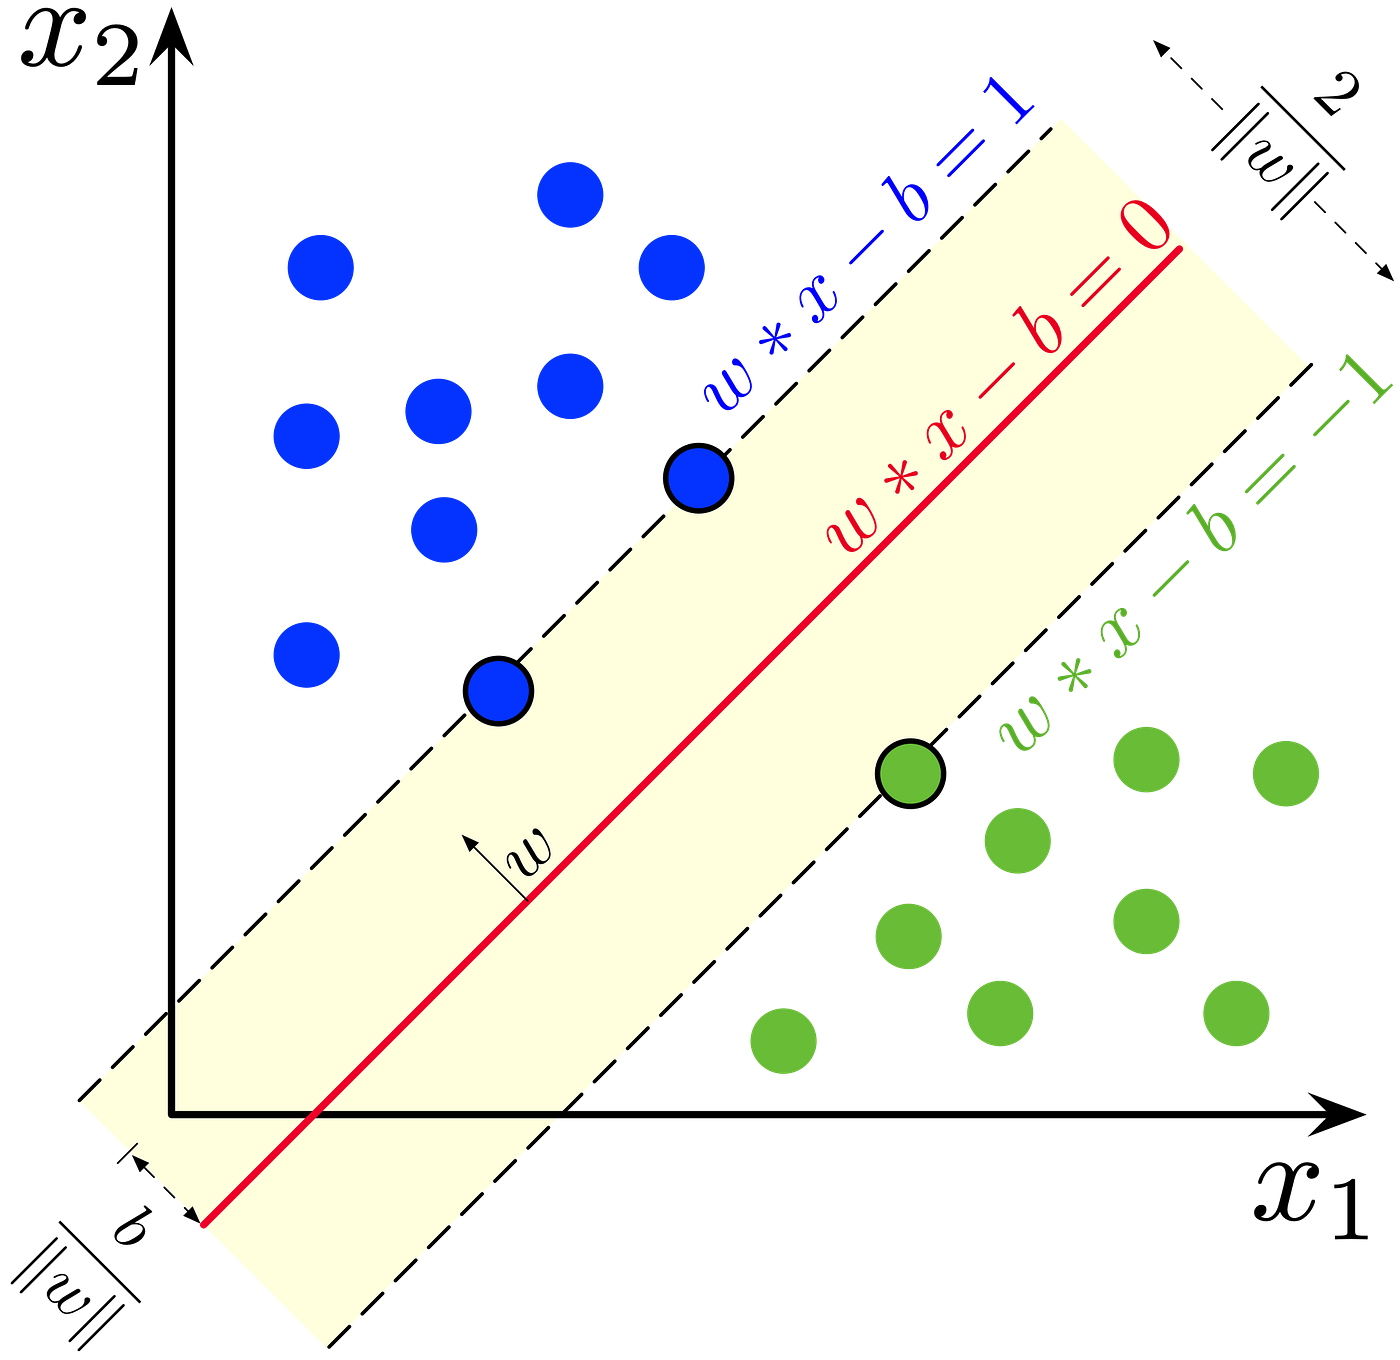 x₂
2
‖w‖
w * x − b = 1
w * x − b = 0
w * x − b = −1
w
b
‖w‖
x₁